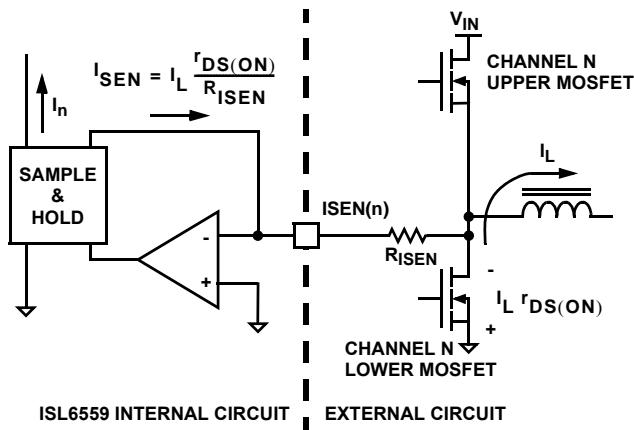 V_IN
I_SEN = I_L r_DS(ON) / R_ISEN
I_n
CHANNEL N
UPPER MOSFET
I_L
SAMPLE
&
HOLD
ISEN(n)
-
+
R_ISEN
-
I_L r_DS(ON)
+
CHANNEL N
LOWER MOSFET
ISL6559 INTERNAL CIRCUIT
EXTERNAL CIRCUIT